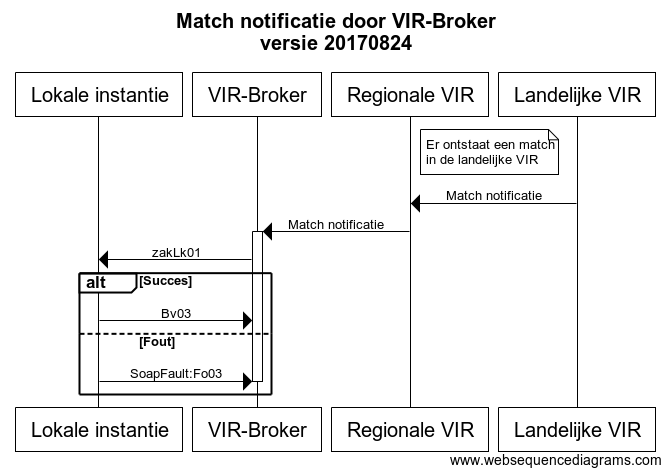 Match notificatie door VIR-Broker
versie 20170824
Lokale instantie
VIR-Broker
Regionale VIR
Landelijke VIR
Er ontstaat een match
in de landelijke VIR
Match notificatie
Match notificatie
zakLk01
alt
[Succes]
Bv03
[Fout]
SoapFault:Fo03
Lokale instantie
VIR-Broker
Regionale VIR
Landelijke VIR
www.websequencediagrams.com